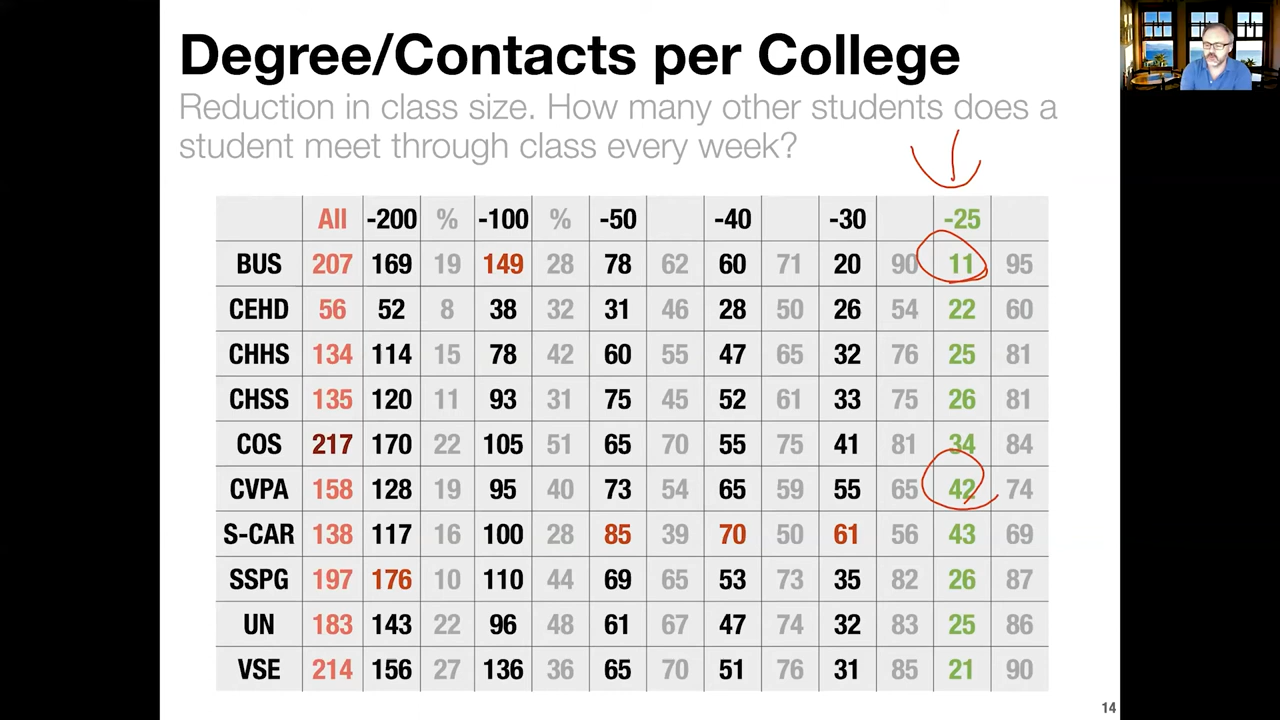 Degree/Contacts per College
Reduction in class size. How many other students does a
student meet through class every week?
All -200 % -100 % -50 -40 -30 -25
BUS 207 169 19 149 28 78 62 60 71 20 90 11 95
CEHD 56 52 8 38 32 31 46 28 50 26 54 22 60
CHHS 134 114 15 78 42 60 55 47 65 32 76 25 81
CHSS 135 120 11 93 31 75 45 52 61 33 75 26 81
COS 217 170 22 105 51 65 70 55 75 41 81 34 84
CVPA 158 128 19 95 40 73 54 65 59 55 65 42 74
S-CAR 138 117 16 100 28 85 39 70 50 61 56 43 69
SSPG 197 176 10 110 44 69 65 53 73 35 82 26 87
UN 183 143 22 96 48 61 67 47 74 32 83 25 86
VSE 214 156 27 136 36 65 70 51 76 31 85 21 90
14